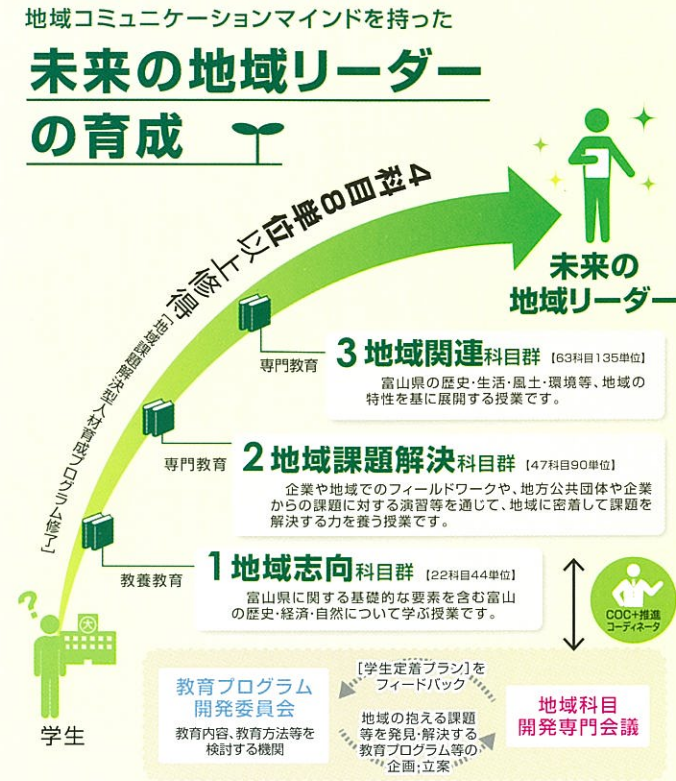 地域コミュニケーションマインドを持った
未来の地域リーダー
の育成
4科目8単位以上修得
[地域課題解決型人材育成プログラム修了]
未来の
地域リーダー
専門教育
3 地域関連科目群 【63科目135単位】
富山県の歴史・生活・風土・環境等、地域の
特性を基に展開する授業です。
専門教育
2 地域課題解決科目群 【47科目90単位】
企業や地域でのフィールドワークや、地方公共団体や企業
からの課題に対する演習等を通じて、地域に密着して課題を
解決する力を養う授業です。
教養教育
1 地域志向科目群 【22科目44単位】
富山県に関する基礎的な要素を含む富山
の歴史・経済・自然について学ぶ授業です。
?
大
学生
COC+推進
コーディネータ
[学生定着プラン]を
フィードバック
教育プログラム
開発委員会
教育内容、教育方法等を
検討する機関
地域の抱える課題
等を発見・解決する
教育プログラム等の
企画・立案
地域科目
開発専門会議